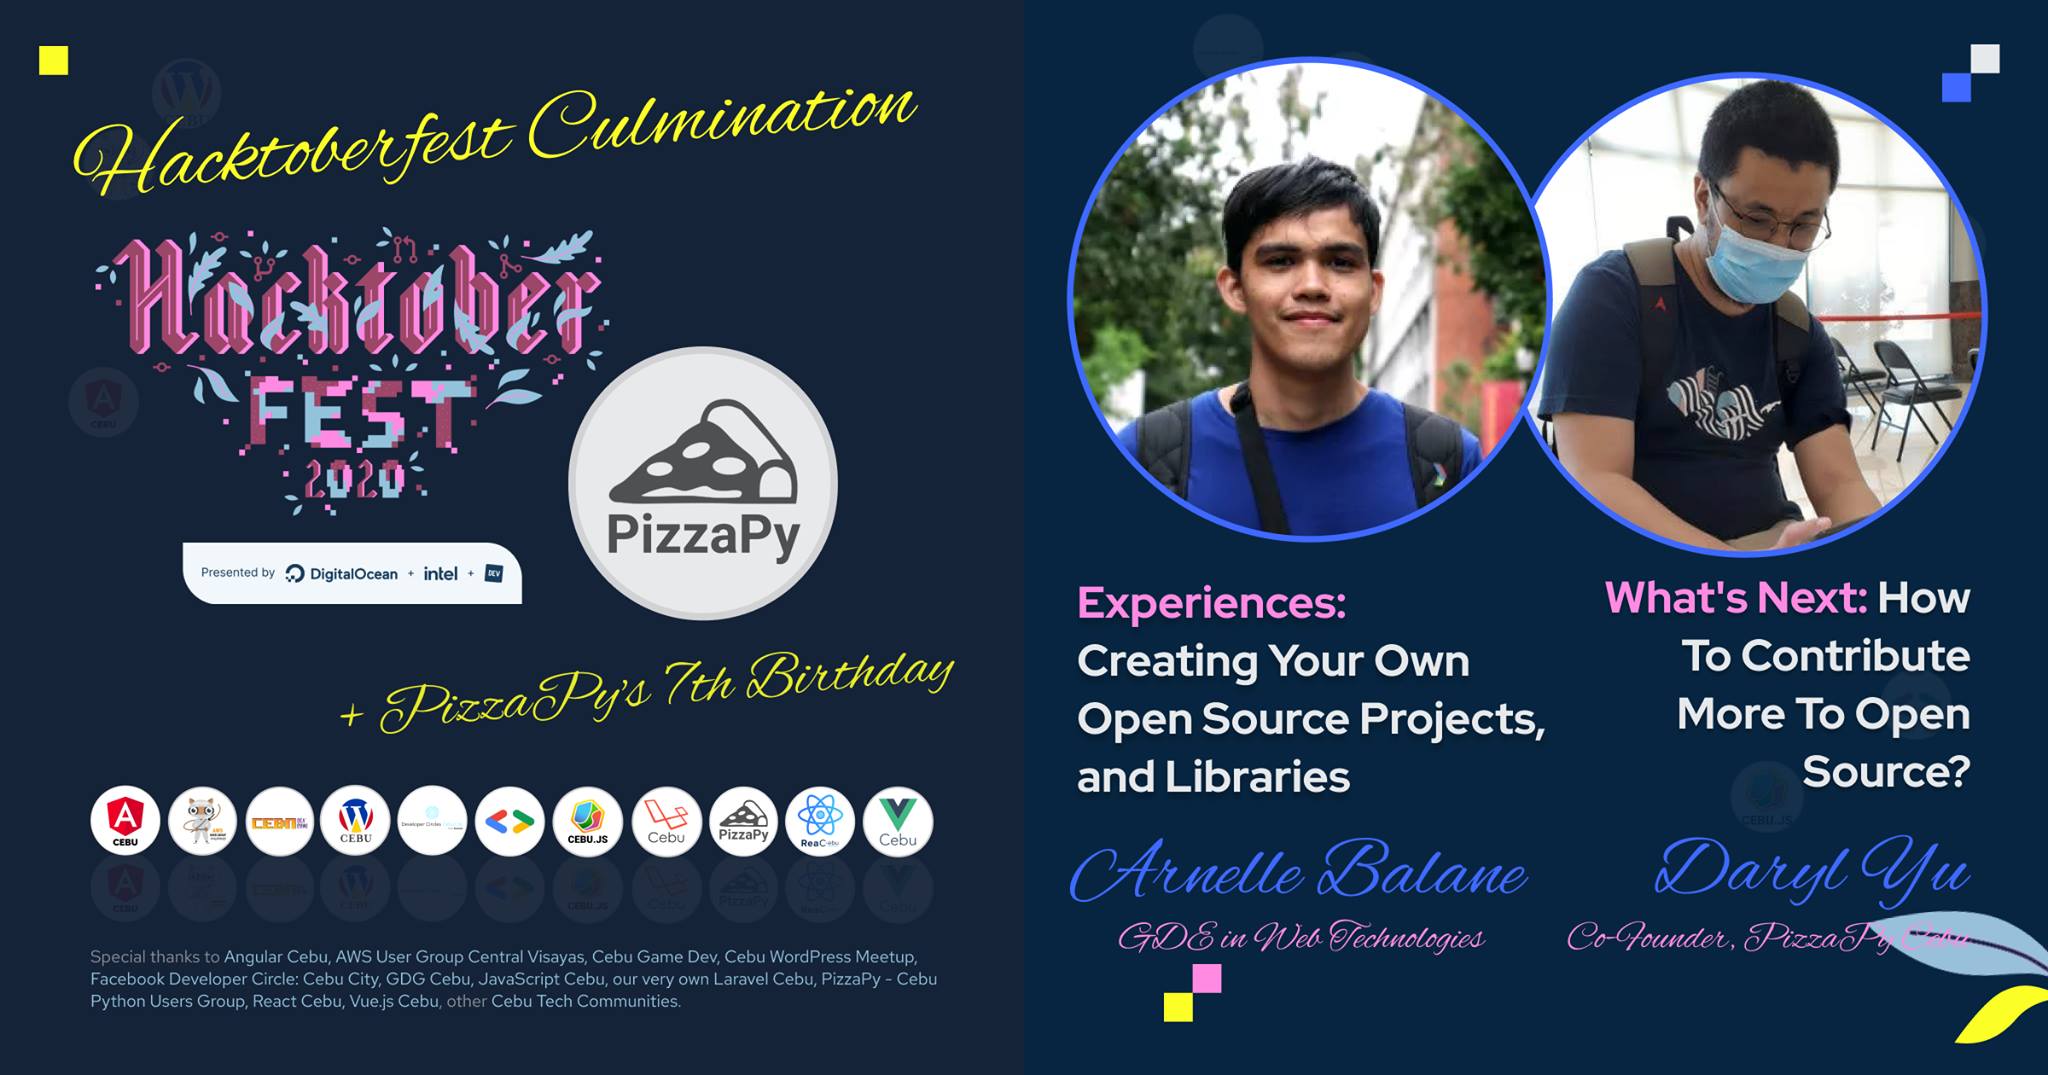 Hacktoberfest Culmination
Hacktober
FEST
2020
PizzaPy
Presented by DigitalOcean + intel + DEV
+ PizzaPy's 7th Birthday
CEBU
CEBU
CEBU.JS
Cebu
PizzaPy
ReaCebu
Cebu
Special thanks to Angular Cebu, AWS User Group Central Visayas, Cebu Game Dev, Cebu WordPress Meetup,
Facebook Developer Circle: Cebu City, GDG Cebu, JavaScript Cebu, our very own Laravel Cebu, PizzaPy - Cebu
Python Users Group, React Cebu, Vue.js Cebu, other Cebu Tech Communities.
Experiences:
Creating Your Own
Open Source Projects,
and Libraries
Arnelle Balane
GDE in Web Technologies
What's Next: How
To Contribute
More To Open
Source?
Daryl Yu
Co-Founder, PizzaPy Cebu